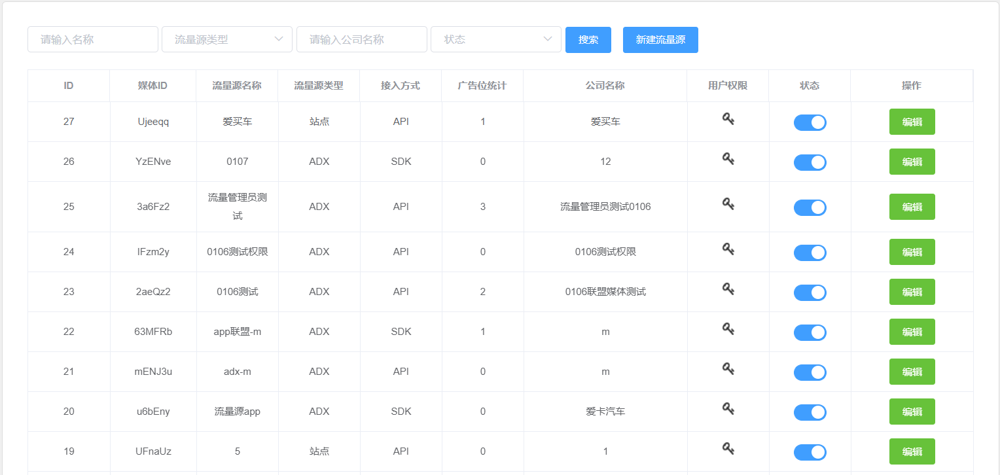 请输入名称 流量源类型 请输入公司名称 状态 搜索 新建流量源
ID 媒体ID 流量源名称 流量源类型 接入方式 广告位统计 公司名称 用户权限 状态 操作
27 Ujeeqq 爱买车 站点 API 1 爱买车 编辑
26 YzENve 0107 ADX SDK 0 12 编辑
25 3a6Fz2 流量管理员测
试 ADX API 3 流量管理员测试0106 编辑
24 IFzm2y 0106测试权限 ADX API 0 0106测试权限 编辑
23 2aeQz2 0106测试 ADX API 2 0106联盟媒体测试 编辑
22 63MFRb app联盟-m ADX SDK 1 m 编辑
21 mENJ3u adx-m ADX API 0 m 编辑
20 u6bEny 流量源app ADX SDK 0 爱卡汽车 编辑
19 UFnaUz 5 站点 API 0 1 编辑